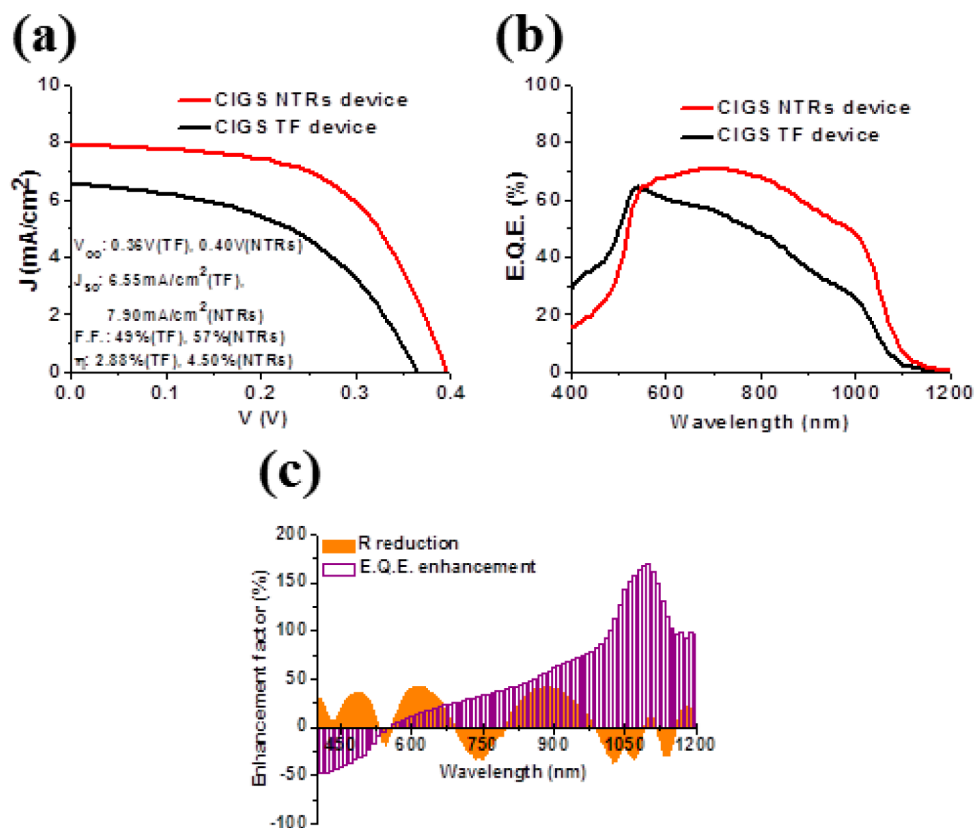 (a)
10
8
6
4
2
0
J (mA/cm²)
CIGS NTRs device
CIGS TF device
V_oc: 0.36V(TF), 0.40V(NTRs)
J_sc: 6.55mA/cm²(TF),
7.90mA/cm²(NTRs)
F.F.: 49%(TF), 57%(NTRs)
η: 2.88%(TF), 4.50%(NTRs)
0.0 0.1 0.2 0.3 0.4
V (V)
(b)
100
80
60
40
20
0
E.Q.E. (%)
CIGS NTRs device
CIGS TF device
400 600 800 1000 1200
Wavelength (nm)
(c)
200
150
100
50
0
-50
-100
Enhancement factor (%)
R reduction
E.Q.E. enhancement
450 600 750 900 1050 1200
Wavelength (nm)